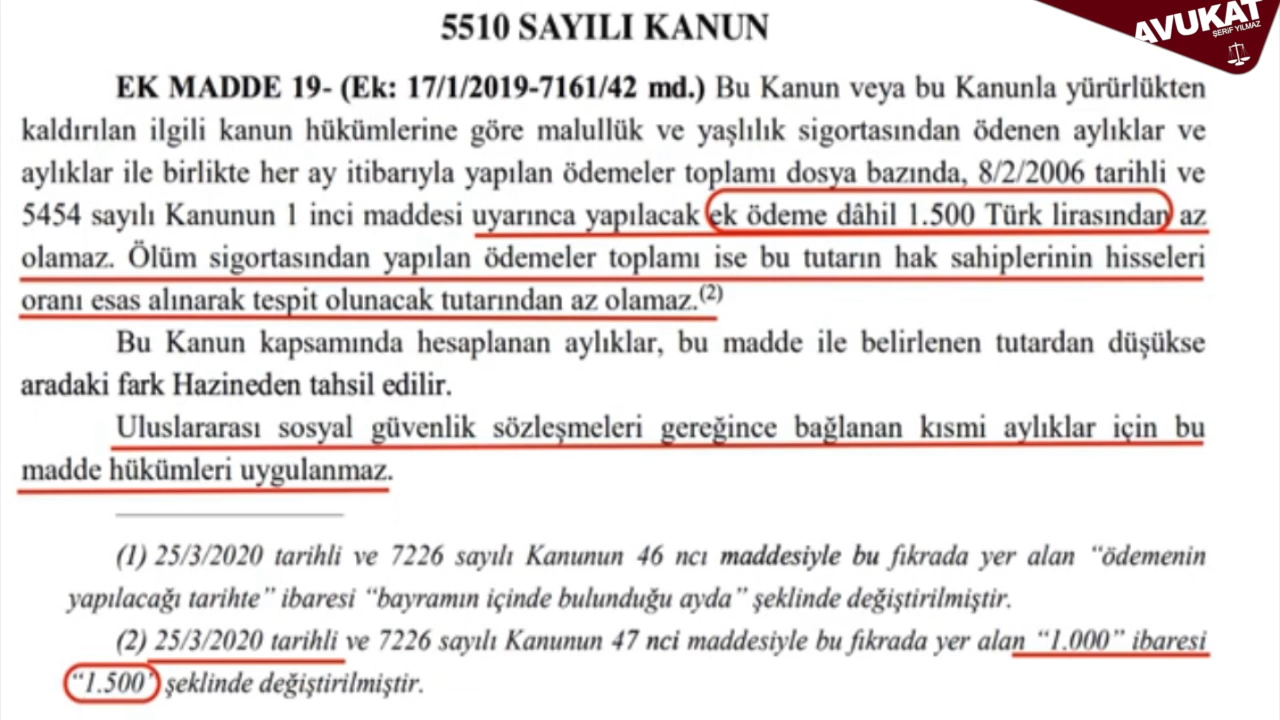 5510 SAYILI KANUN
AVUKAT
ŞERİF YILMAZ
EK MADDE 19- (Ek: 17/1/2019-7161/42 md.) Bu Kanun veya bu Kanunla yürürlükten
kaldırılan ilgili kanun hükümlerine göre malullük ve yaşlılık sigortasından ödenen aylıklar ve
aylıklar ile birlikte her ay itibarıyla yapılan ödemeler toplamı dosya bazında, 8/2/2006 tarihli ve
5454 sayılı Kanunun 1 inci maddesi uyarınca yapılacak ek ödeme dâhil 1.500 Türk lirasından az
olamaz. Ölüm sigortasından yapılan ödemeler toplamı ise bu tutarın hak sahiplerinin hisseleri
oranı esas alınarak tespit olunacak tutarından az olamaz.(2)
Bu Kanun kapsamında hesaplanan aylıklar, bu madde ile belirlenen tutardan düşükse
aradaki fark Hazineden tahsil edilir.
Uluslararası sosyal güvenlik sözleşmeleri gereğince bağlanan kısmi aylıklar için bu
madde hükümleri uygulanmaz.
(1) 25/3/2020 tarihli ve 7226 sayılı Kanunun 46 ncı maddesiyle bu fıkrada yer alan “ödemenin
yapılacağı tarihte” ibaresi “bayramın içinde bulunduğu ayda” şeklinde değiştirilmiştir.
(2) 25/3/2020 tarihli ve 7226 sayılı Kanunun 47 nci maddesiyle bu fıkrada yer alan “1.000” ibaresi
“1.500” şeklinde değiştirilmiştir.